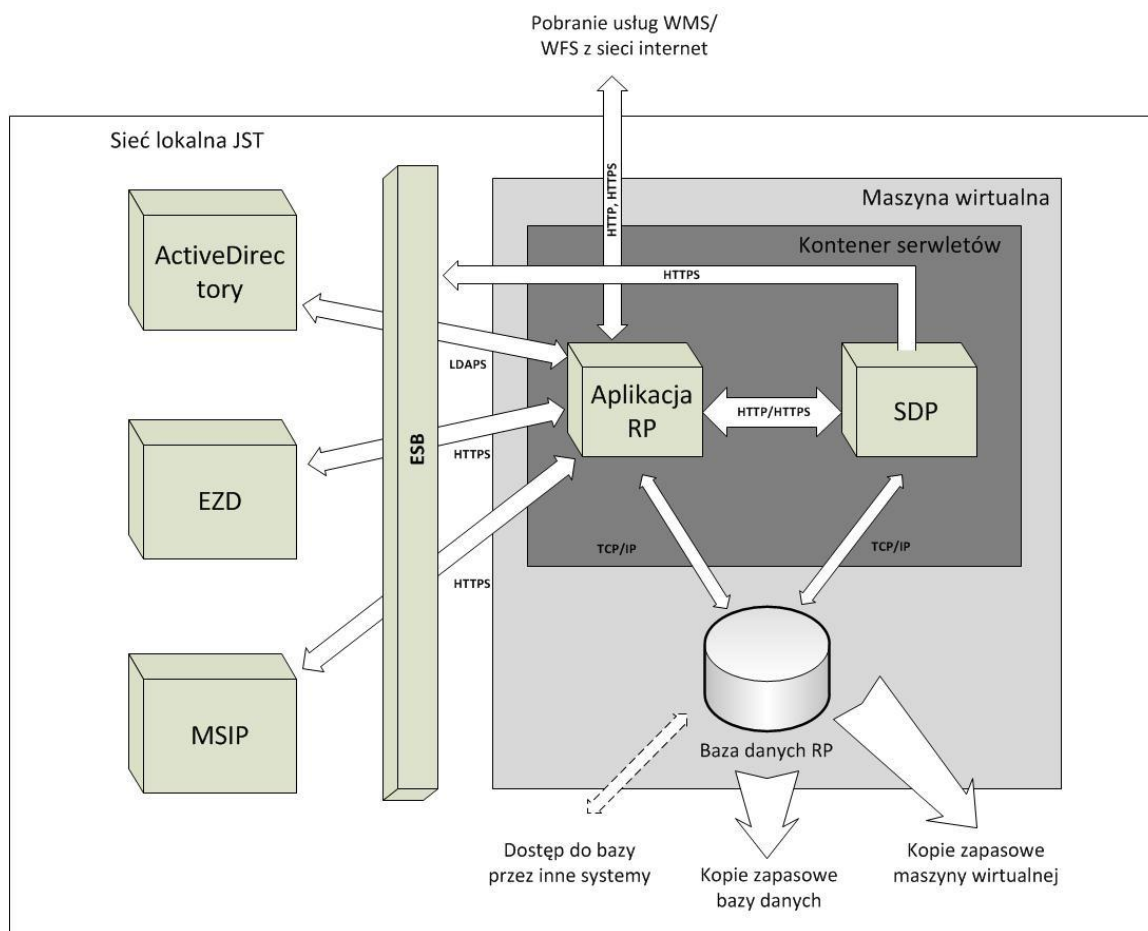 Pobranie usług WMS/
WFS z sieci internet
Sieć lokalna JST
HTTP, HTTPS
Maszyna wirtualna
Kontener serwletów
ActiveDirec
tory
HTTPS
LDAPS
Aplikacja
RP
HTTP/HTTPS
SDP
ESB
HTTPS
EZD
TCP/IP
TCP/IP
HTTPS
MSIP
Baza danych RP
Dostęp do bazy
przez inne systemy
Kopie zapasowe
bazy danych
Kopie zapasowe
maszyny wirtualnej